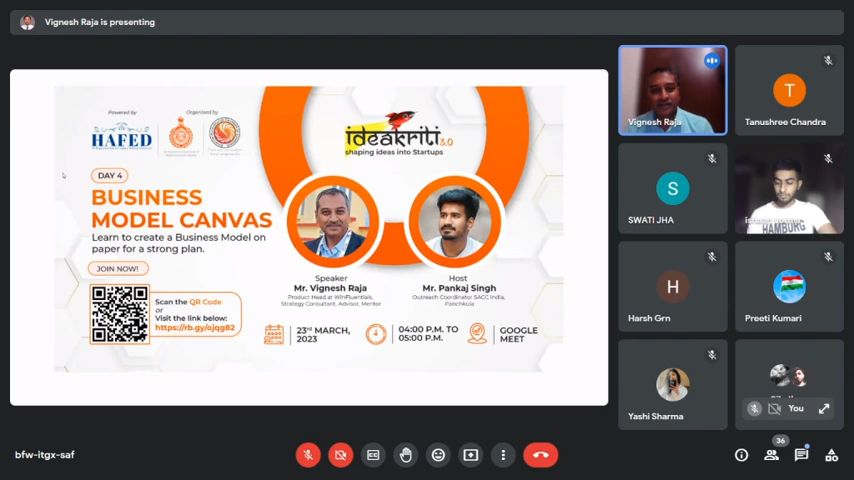 Vignesh Raja is presenting
Powered by
Organised by
HAFED
ideakriti 3.0
shaping ideas into Startups
DAY 4
BUSINESS
MODEL CANVAS
Learn to create a Business Model on
paper for a strong plan.
JOIN NOW!
Scan the QR Code
or
Visit the link below:
https://rb.gy/ojqg82
Speaker
Mr. Vignesh Raja
Product Head at WinFluentials,
Strategy Consultant, Advisor, Mentor
Host
Mr. Pankaj Singh
Outreach Coordinator SACC India,
Panchkula
23RD MARCH,
2023
04:00 P.M. TO
05:00 P.M.
GOOGLE
MEET
Vignesh Raja
T
Tanushree Chandra
S
SWATI JHA
HAMBURG
H
Harsh Grn
Preeti Kumari
Yashi Sharma
You
bfw-itgx-saf
CC
36